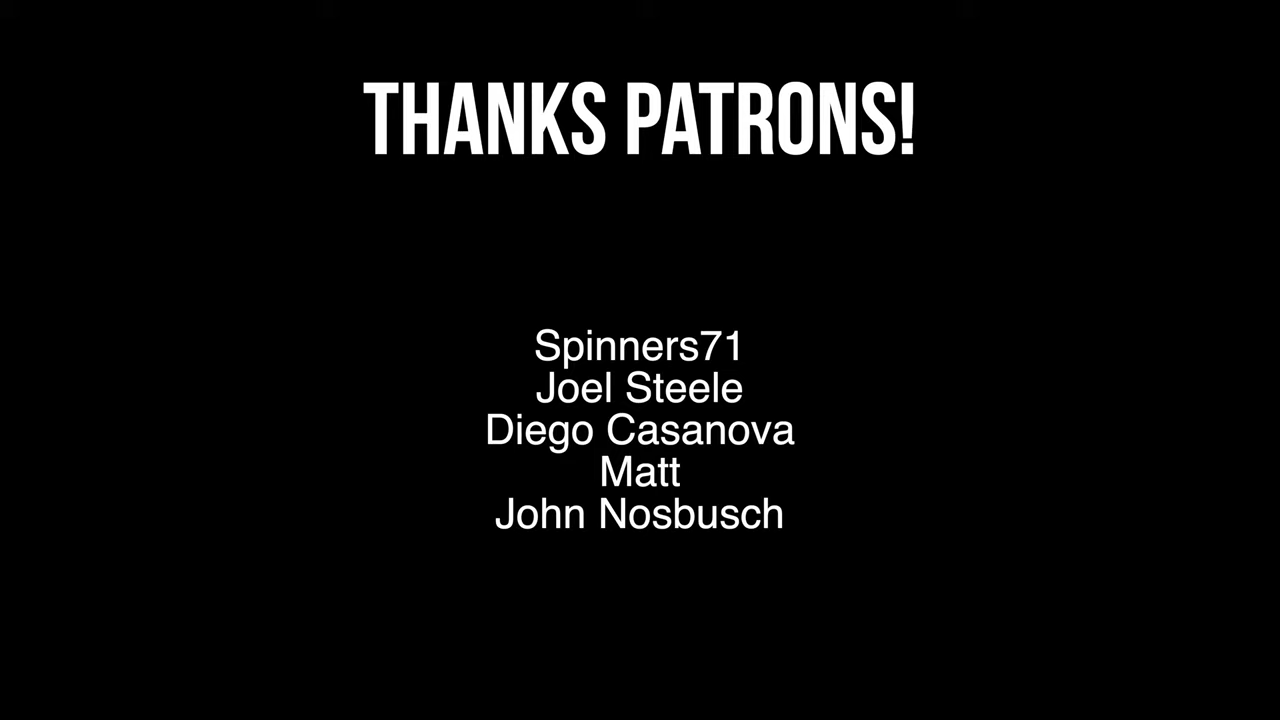 THANKS PATRONS!
Spinners71
Joel Steele
Diego Casanova
Matt
John Nosbusch